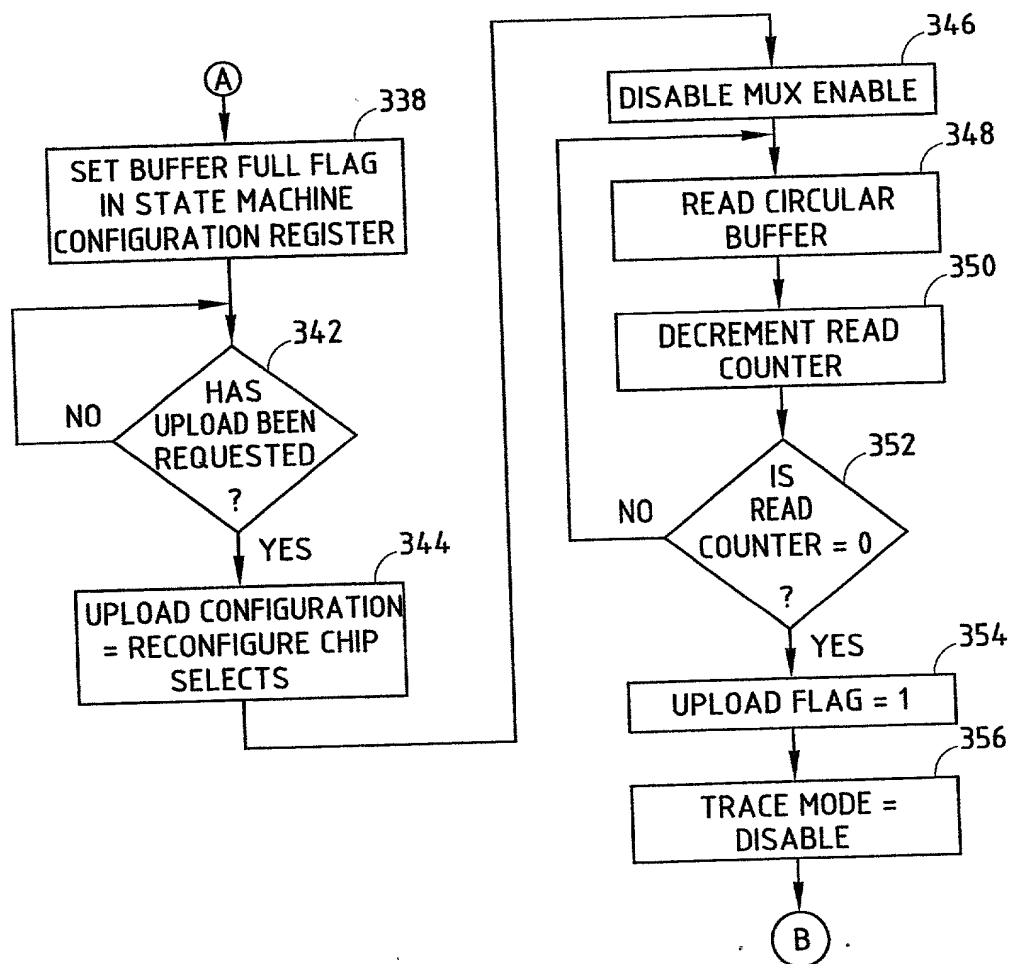 A
338
SET BUFFER FULL FLAG
IN STATE MACHINE
CONFIGURATION REGISTER
342
HAS
UPLOAD BEEN
REQUESTED
?
NO
YES
344
UPLOAD CONFIGURATION
= RECONFIGURE CHIP
SELECTS
346
DISABLE MUX ENABLE
348
READ CIRCULAR
BUFFER
350
DECREMENT READ
COUNTER
352
IS
READ
COUNTER = 0
?
NO
YES
354
UPLOAD FLAG = 1
356
TRACE MODE =
DISABLE
B